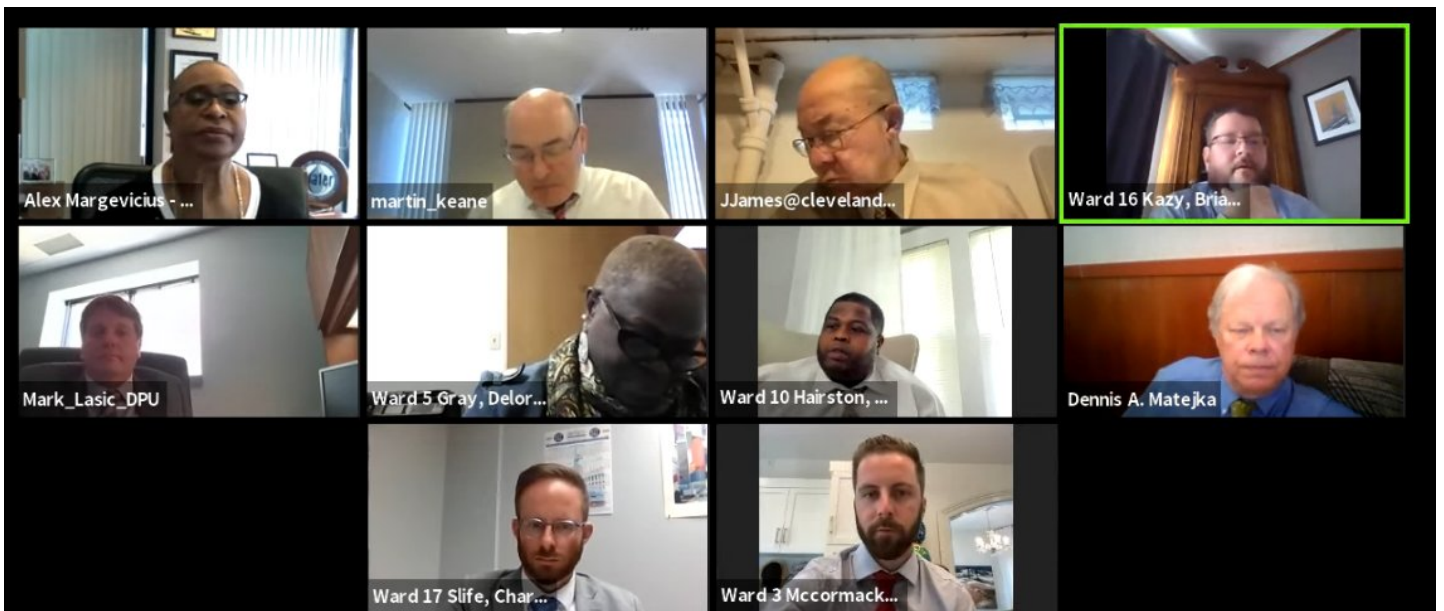 Alex Margevicius - ...
martin_keane
JJames@cleveland...
Ward 16 Kazy, Bria...
Mark_Lasic_DPU
Ward 5 Gray, Delor...
Ward 10 Hairston, ...
Dennis A. Matejka
Ward 17 Slife, Char...
Ward 3 Mccormack...